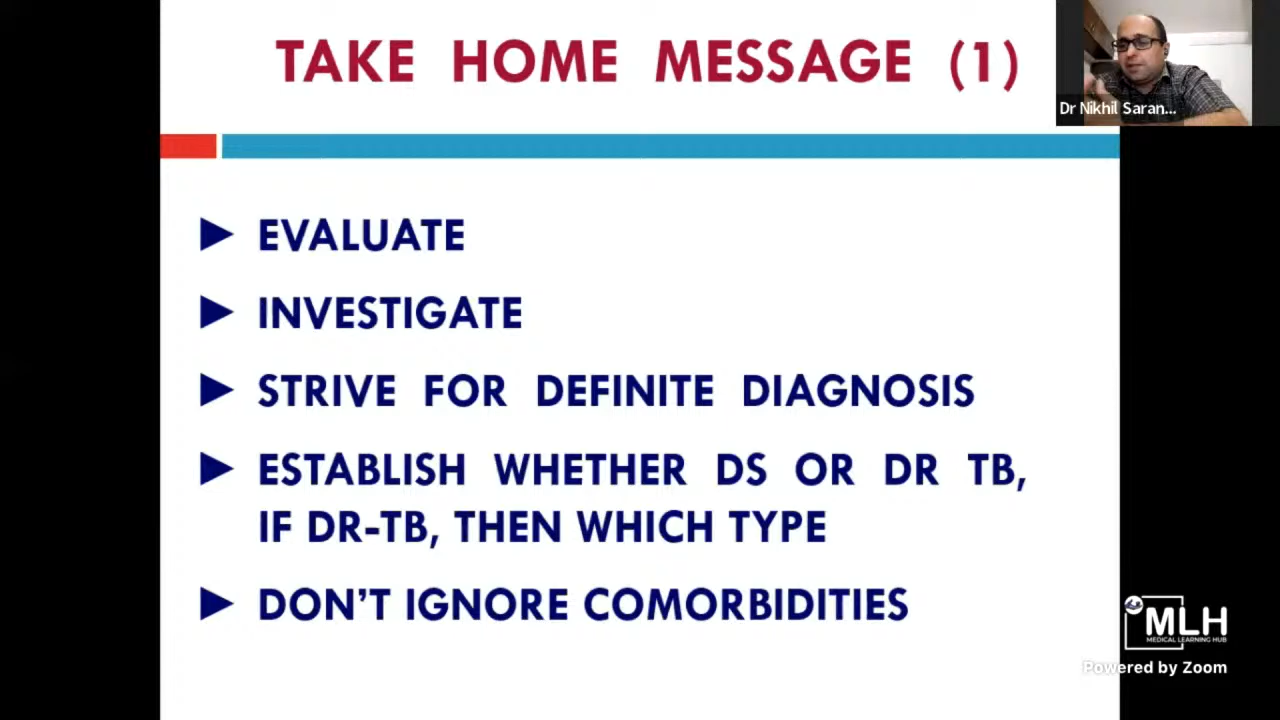 TAKE HOME MESSAGE (1)
Dr Nikhil Saran...
► EVALUATE
► INVESTIGATE
► STRIVE FOR DEFINITE DIAGNOSIS
► ESTABLISH WHETHER DS OR DR TB,
IF DR-TB, THEN WHICH TYPE
► DON'T IGNORE COMORBIDITIES
MLH
MEDICAL LEARNING HUB
Powered by Zoom